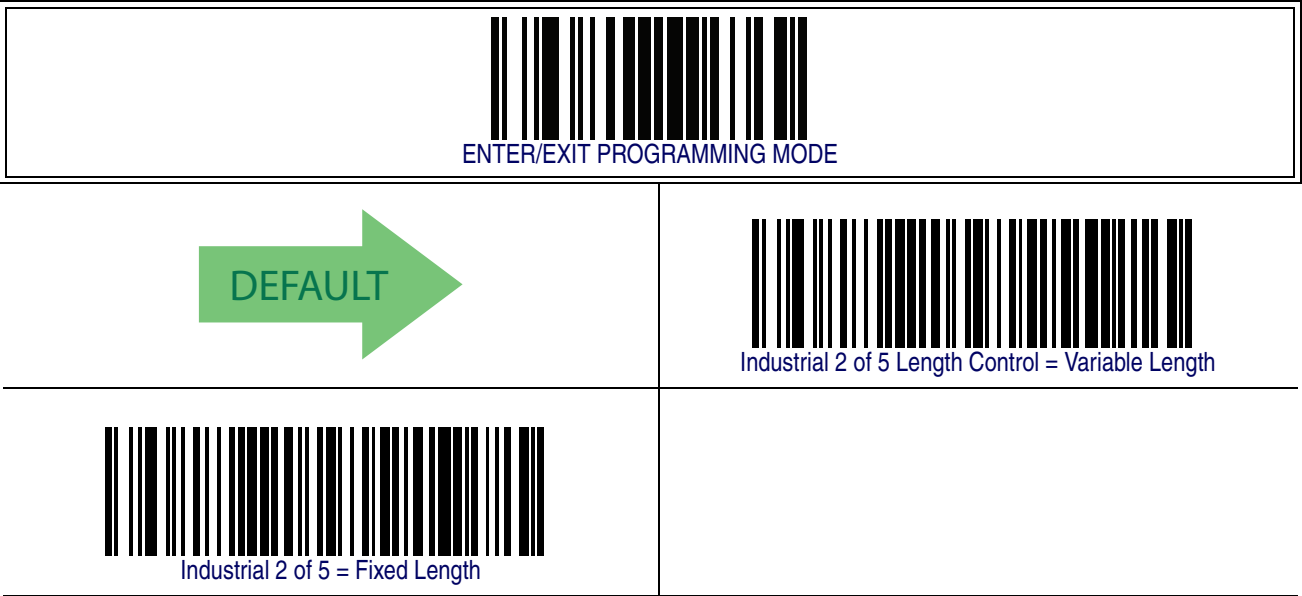 ENTER/EXIT PROGRAMMING MODE
DEFAULT
Industrial 2 of 5 Length Control = Variable Length
Industrial 2 of 5 = Fixed Length